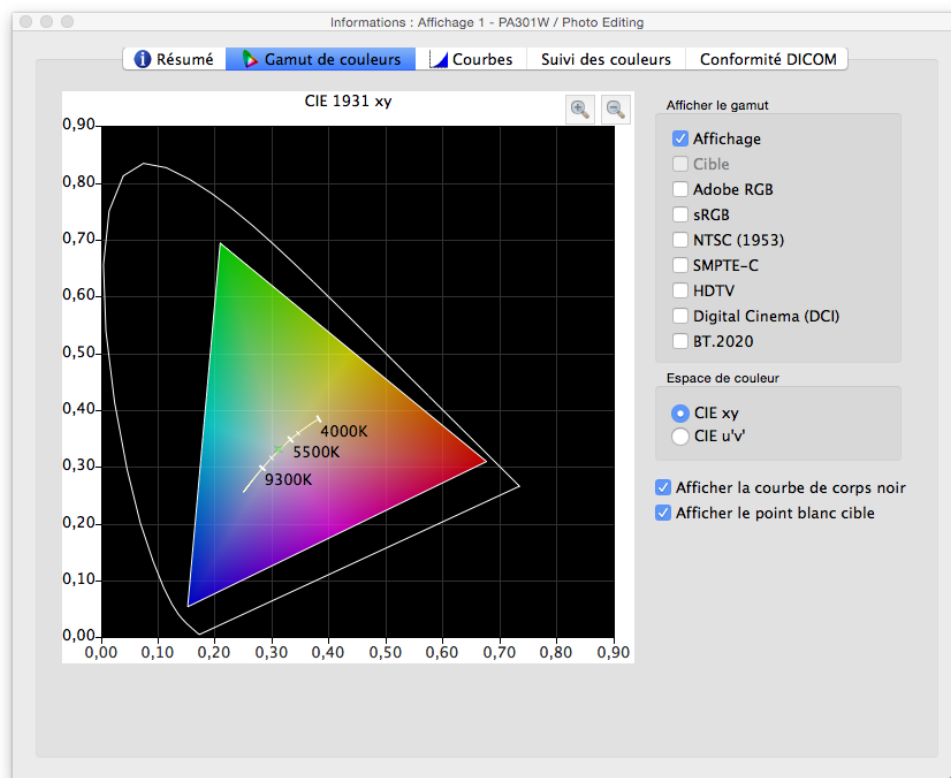 Informations : Affichage 1 - PA301W / Photo Editing
Résumé
Gamut de couleurs
Courbes
Suivi des couleurs
Conformité DICOM
CIE 1931 xy
0,90
0,80
0,70
0,60
0,50
0,40
0,30
0,20
0,10
0,00
4000K
5500K
9300K
0,00 0,10 0,20 0,30 0,40 0,50 0,60 0,70 0,80 0,90
Afficher le gamut
Affichage
Cible
Adobe RGB
sRGB
NTSC (1953)
SMPTE-C
HDTV
Digital Cinema (DCI)
BT.2020
Espace de couleur
CIE xy
CIE u'v'
Afficher la courbe de corps noir
Afficher le point blanc cible